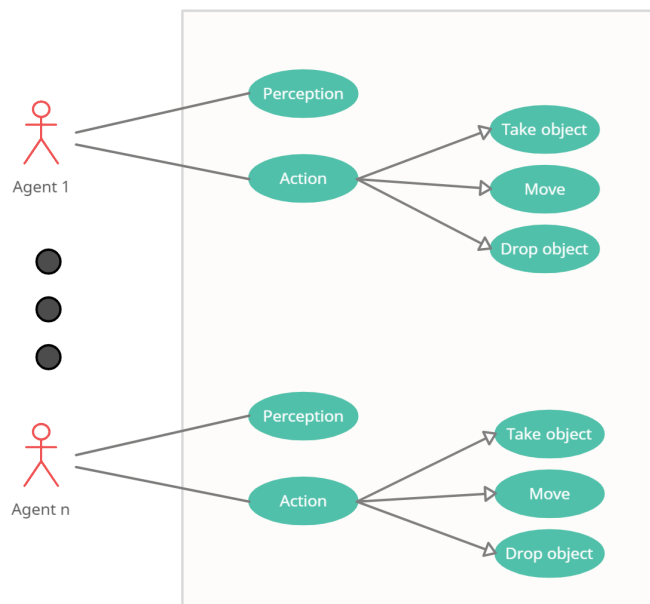 Perception
Take object
Action
Move
Agent 1
Drop object
Perception
Take object
Action
Move
Agent n
Drop object